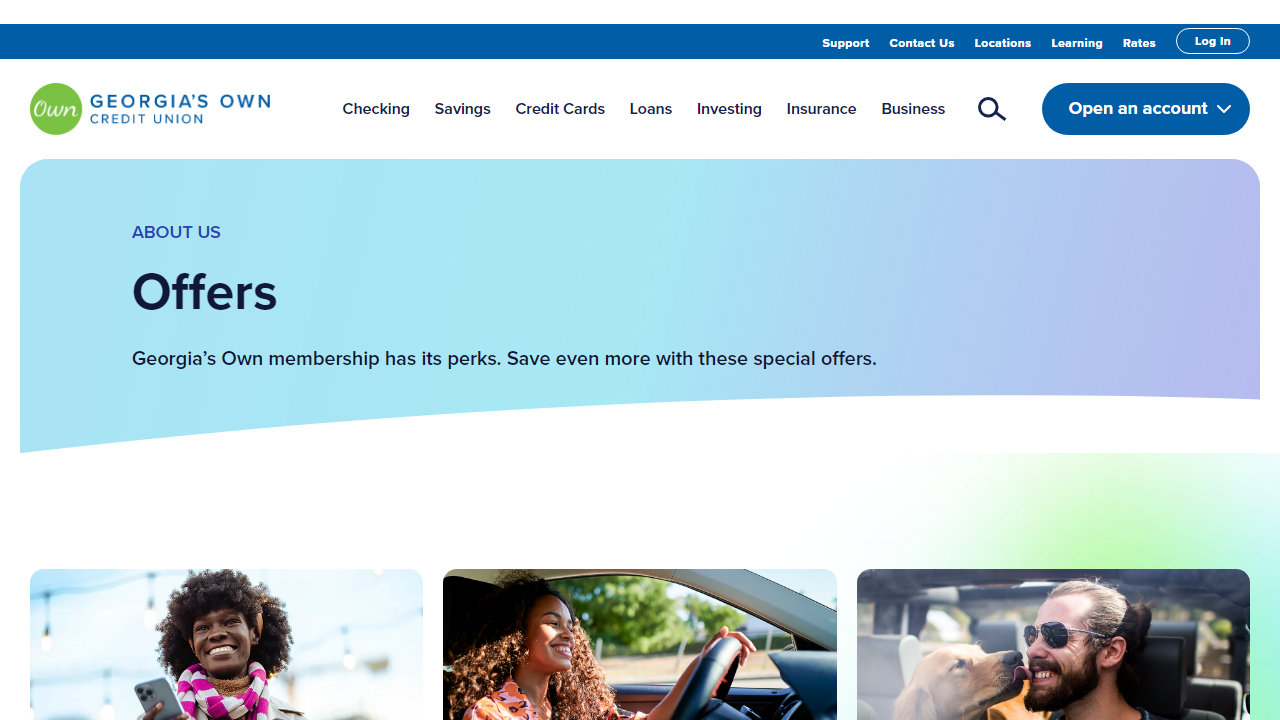 Support Contact Us Locations Learning Rates Log In
Own GEORGIA'S OWN
CREDIT UNION
Checking Savings Credit Cards Loans Investing Insurance Business Open an account
ABOUT US
Offers
Georgia’s Own membership has its perks. Save even more with these special offers.